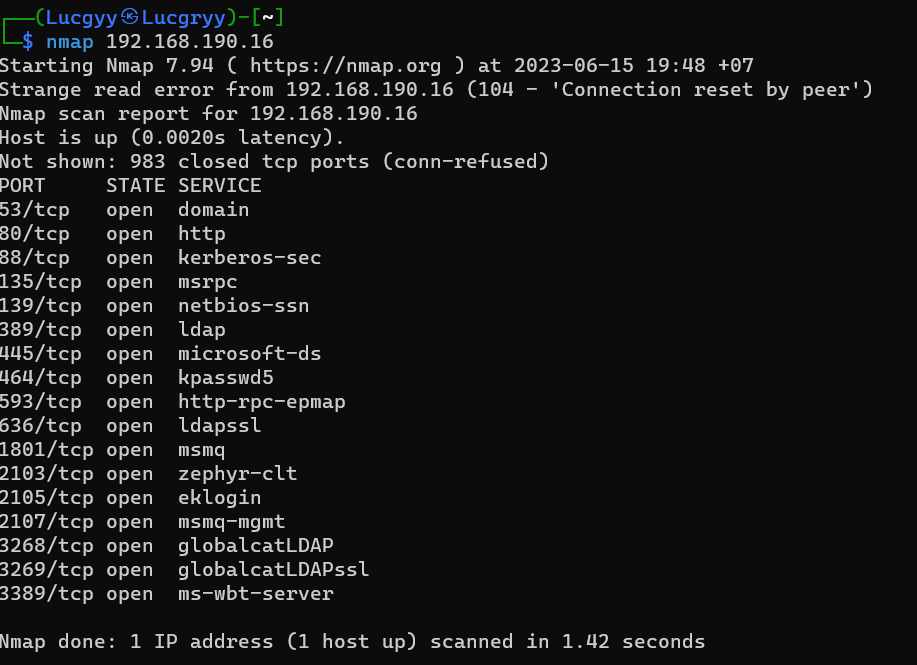 ┌──(Lucgyy㉿Lucgryy)-[~]
└─$ nmap 192.168.190.16
Starting Nmap 7.94 ( https://nmap.org ) at 2023-06-15 19:48 +07
Strange read error from 192.168.190.16 (104 - 'Connection reset by peer')
Nmap scan report for 192.168.190.16
Host is up (0.0020s latency).
Not shown: 983 closed tcp ports (conn-refused)
PORT     STATE SERVICE
53/tcp   open  domain
80/tcp   open  http
88/tcp   open  kerberos-sec
135/tcp  open  msrpc
139/tcp  open  netbios-ssn
389/tcp  open  ldap
445/tcp  open  microsoft-ds
464/tcp  open  kpasswd5
593/tcp  open  http-rpc-epmap
636/tcp  open  ldapssl
1801/tcp open  msmq
2103/tcp open  zephyr-clt
2105/tcp open  eklogin
2107/tcp open  msmq-mgmt
3268/tcp open  globalcatLDAP
3269/tcp open  globalcatLDAPssl
3389/tcp open  ms-wbt-server

Nmap done: 1 IP address (1 host up) scanned in 1.42 seconds